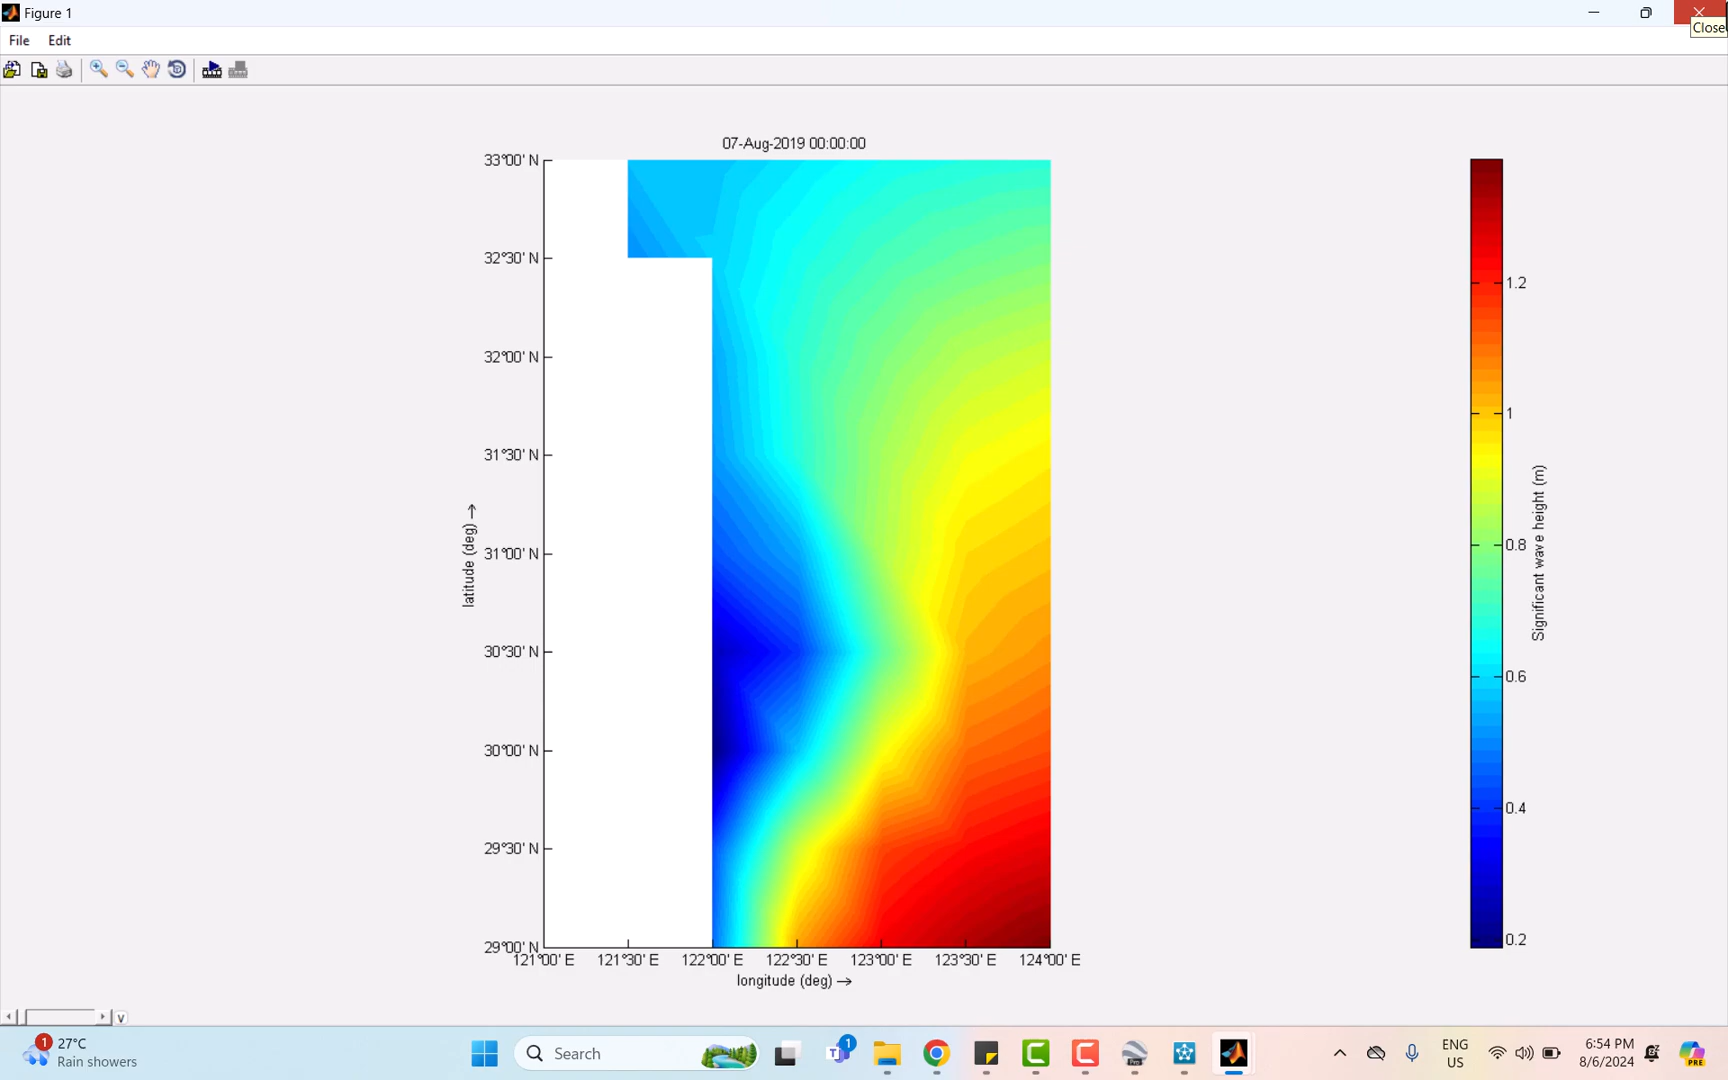 Figure 1
Close
File Edit
07-Aug-2019 00:00:00
33°00' N
32°30' N
32°00' N
31°30' N
31°00' N
30°30' N
30°00' N
29°30' N
29°00' N
latitude (deg) →
121°00' E 121°30' E 122°00' E 122°30' E 123°00' E 123°30' E 124°00' E
longitude (deg) →
1.2
1
0.8
0.6
0.4
0.2
Significant wave height (m)
v
1
27°C
Rain showers
Search
T
1
C
C
PRE
ENG
US
6:54 PM
8/6/2024